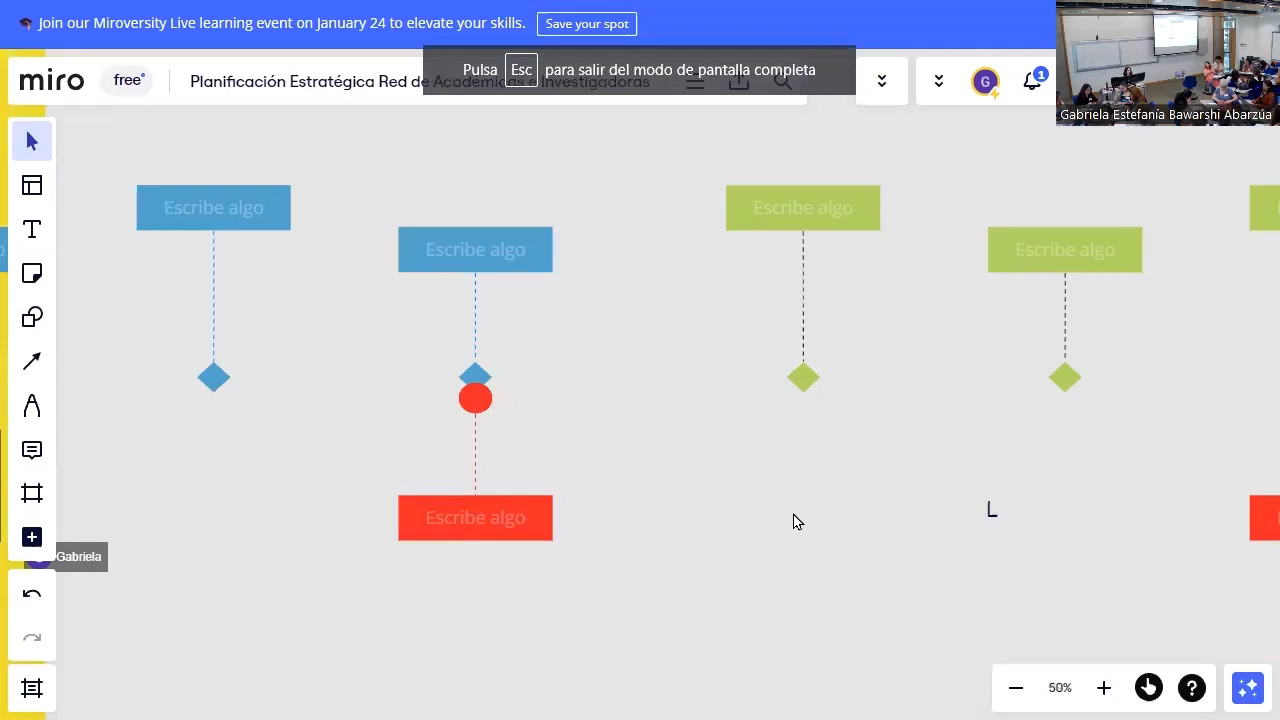 Join our Miroversity Live learning event on January 24 to elevate your skills.
Save your spot
Pulsa Esc para salir del modo de pantalla completa
miro
free
Planificación Estratégica Red de Académicas e Investigadoras
G
1
Gabriela Estefanía Bawarshi Abarzúa
Escribe algo
Escribe algo
Escribe algo
Escribe algo
Escribe algo
L
Gabriela
50%